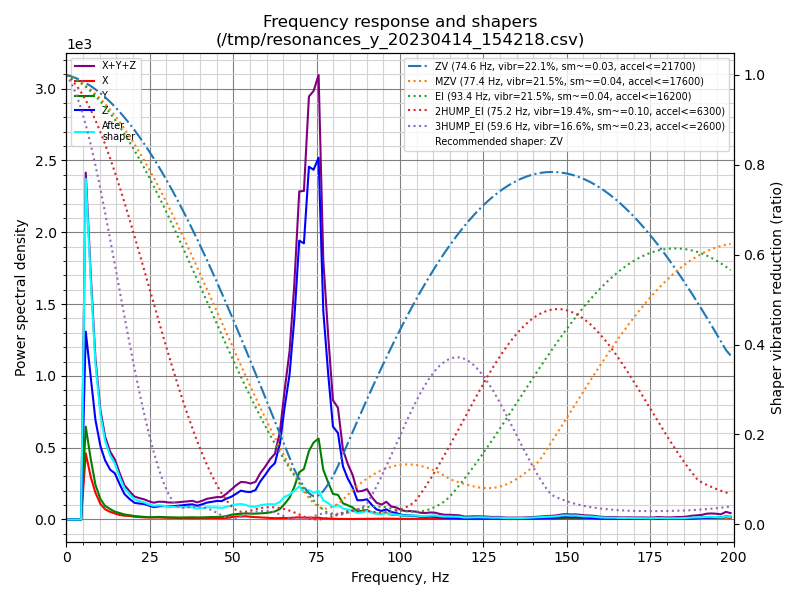 Frequency response and shapers
(/tmp/resonances_y_20230414_154218.csv)
1e3
X+Y+Z
X
Y
Z
After
shaper
ZV (74.6 Hz, vibr=22.1%, sm~=0.03, accel<=21700)
MZV (77.4 Hz, vibr=21.5%, sm~=0.04, accel<=17600)
EI (93.4 Hz, vibr=21.5%, sm~=0.04, accel<=16200)
2HUMP_EI (75.2 Hz, vibr=19.4%, sm~=0.10, accel<=6300)
3HUMP_EI (59.6 Hz, vibr=16.6%, sm~=0.23, accel<=2600)
Recommended shaper: ZV
Power spectral density
3.0
2.5
2.0
1.5
1.0
0.5
0.0
Shaper vibration reduction (ratio)
1.0
0.8
0.6
0.4
0.2
0.0
0 25 50 75 100 125 150 175 200
Frequency, Hz